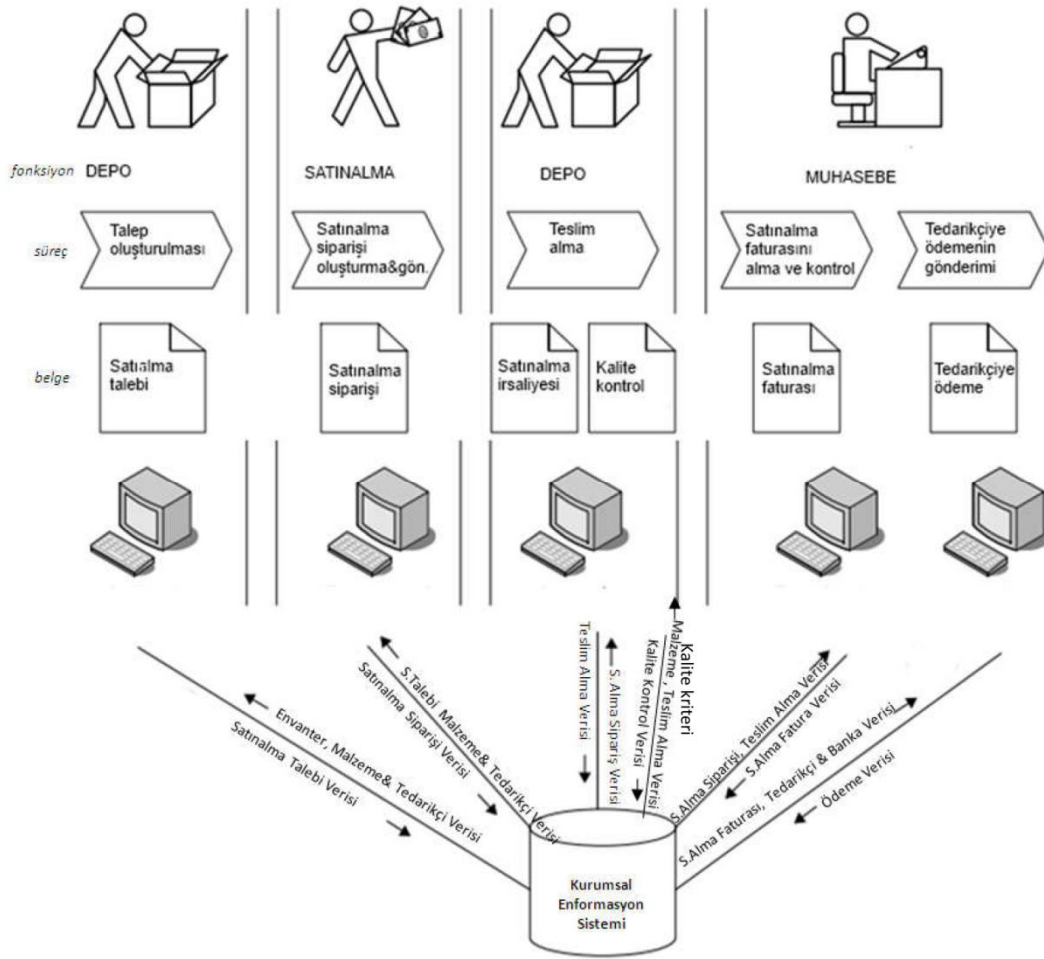 fonksiyon DEPO
SATINALMA
DEPO
MUHASEBE
süreç
Talep
oluşturulması
Satınalma
siparişi
oluşturma&gön.
Teslim
alma
Satınalma
faturasını
alma ve kontrol
Tedarikçiye
ödemenin
gönderimi
belge
Satıalma
talebi
Satınalma
siparişi
Satınalma
irsaliyesi
Kalite
kontrol
Satınalma
faturası
Tedarikçiye
ödeme
Envanter, Malzeme& Tedarikçi Verisi
Satınalma Talebi Verisi
S.Talebi Malzeme& Tedarikçi Verisi
Satınalma Siparişi Verisi
Teslim Alma Verisi
S. Alma Sipariş Verisi
Kalite Kontrol Verisi
Malzeme , Teslim Alma Verisi
Kalite kriteri
S.Alma Siparişi, Teslim Alma Verisi
S.Alma Fatura Verisi
S.Alma Faturası, Tedarikçi & Banka Verisi
Ödeme Verisi
Kurumsal
Enformasyon
Sistemi